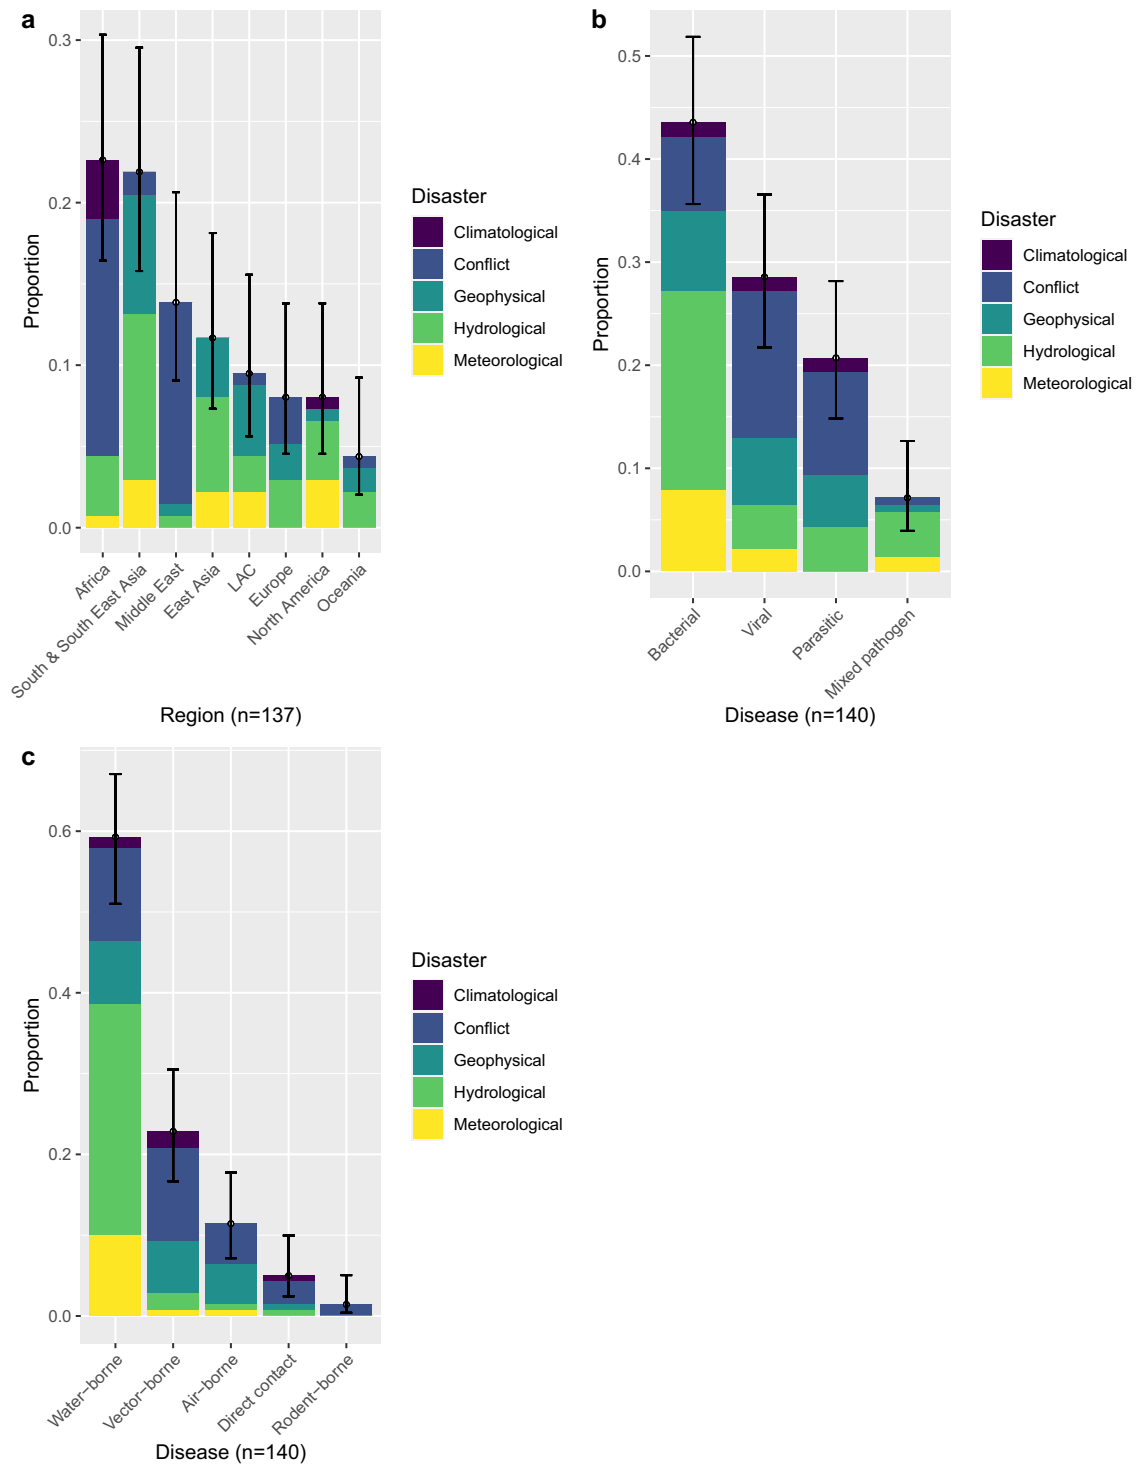 a
0.3
0.2
0.1
0.0
Proportion
Africa
South & South East Asia
Middle East
East Asia
LAC
Europe
North America
Oceania
Region (n=137)
Disaster
Climatological
Conflict
Geophysical
Hydrological
Meteorological
b
0.5
0.4
0.3
0.2
0.1
0.0
Proportion
Bacterial
Viral
Parasitic
Mixed pathogen
Disease (n=140)
Disaster
Climatological
Conflict
Geophysical
Hydrological
Meteorological
c
0.6
0.4
0.2
0.0
Proportion
Water−borne
Vector−borne
Air−borne
Direct contact
Rodent−borne
Disease (n=140)
Disaster
Climatological
Conflict
Geophysical
Hydrological
Meteorological